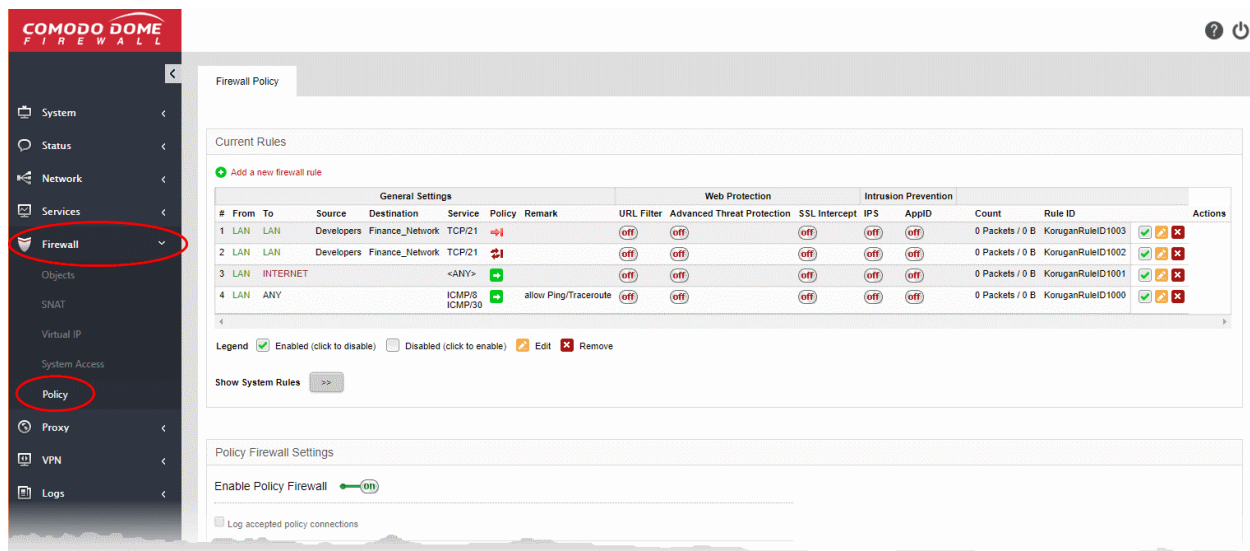 COMODO DOME
FIREWALL
System
Status
Network
Services
Firewall
Objects
SNAT
Virtual IP
System Access
Policy
Proxy
VPN
Logs
Firewall Policy
Current Rules
Add a new firewall rule
General Settings Web Protection Intrusion Prevention
# From To Source Destination Service Policy Remark URL Filter Advanced Threat Protection SSL Intercept IPS AppID Count Rule ID Actions
1 LAN LAN Developers Finance_Network TCP/21 off off off off off 0 Packets / 0 B KoruganRuleID1003
2 LAN LAN Developers Finance_Network TCP/21 off off off off off 0 Packets / 0 B KoruganRuleID1002
3 LAN INTERNET <ANY> off off off off off 0 Packets / 0 B KoruganRuleID1001
4 LAN ANY ICMP/8 allow Ping/Traceroute off off off off off 0 Packets / 0 B KoruganRuleID1000
ICMP/30
Legend Enabled (click to disable) Disabled (click to enable) Edit Remove
Show System Rules >>
Policy Firewall Settings
Enable Policy Firewall on
Log accepted policy connections